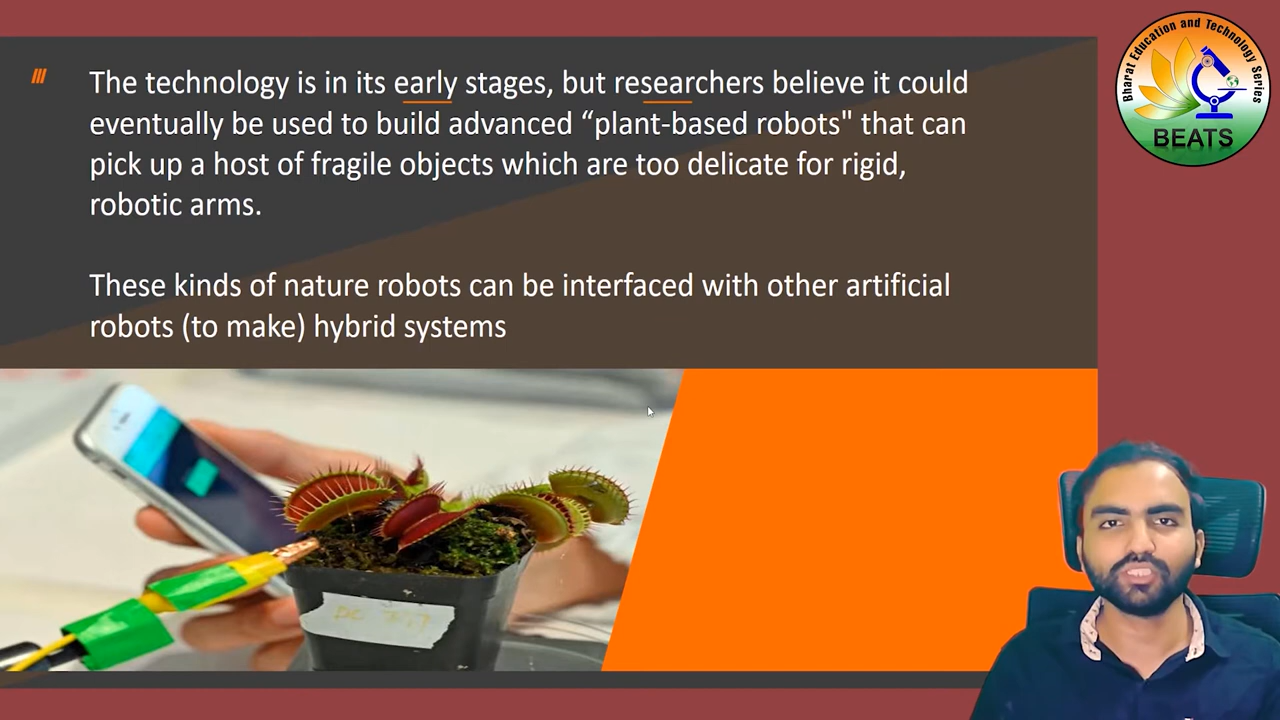 The technology is in its early stages, but researchers believe it could
eventually be used to build advanced “plant-based robots" that can
pick up a host of fragile objects which are too delicate for rigid,
robotic arms.
These kinds of nature robots can be interfaced with other artificial
robots (to make) hybrid systems
Bharat Education and Technology Series
BEATS